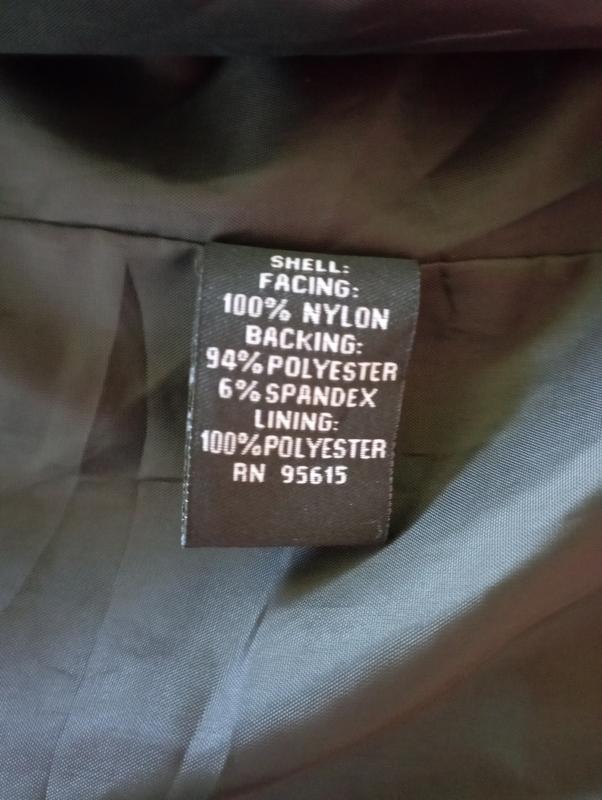 SHELL:
FACING:
100% NYLON
BACKING:
94% POLYESTER
6% SPANDEX
LINING:
100% POLYESTER
RN 95615